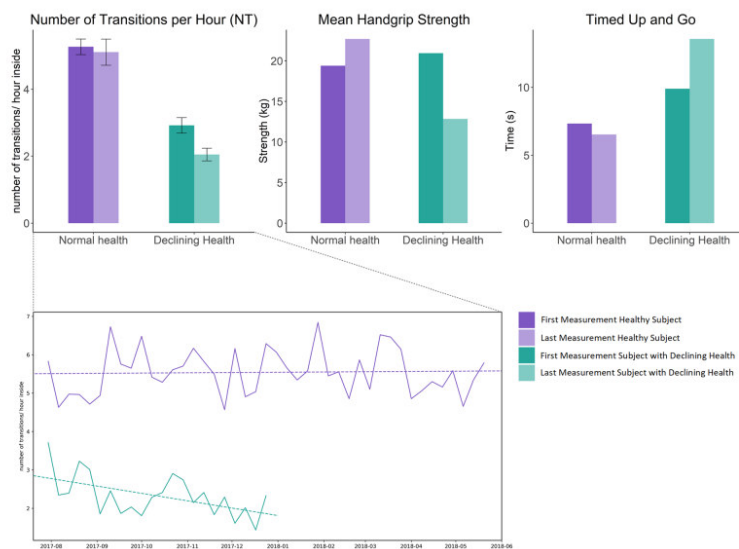 Number of Transitions per Hour (NT)
number of transitions/ hour inside
4
2
0
Normal health
Declining Health
Mean Handgrip Strength
Strength (kg)
20
15
10
5
0
Normal health
Declining Health
Timed Up and Go
Time (s)
10
5
0
Normal health
Declining Health
number of transitions/ hour inside
7
6
5
4
3
2
2017-08
2017-09
2017-10
2017-11
2017-12
2018-01
2018-02
2018-03
2018-04
2018-05
2018-06
First Measurement Healthy Subject
Last Measurement Healthy Subject
First Measurement Subject with Declining Health
Last Measurement Subject with Declining Health